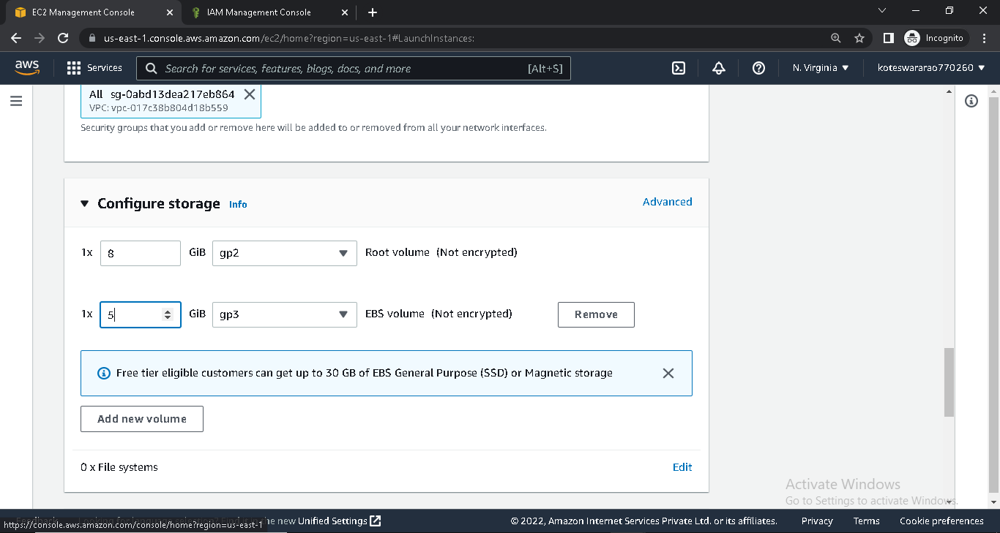 EC2 Management Console
IAM Management Console
us-east-1.console.aws.amazon.com/ec2/home?region=us-east-1#LaunchInstances:
Incognito
aws
Services
Search for services, features, blogs, docs, and more
[Alt+S]
N. Virginia
koteswararao770260
All sg-0abd13dea217eb864
VPC: vpc-017c38b804d18b559
Security groups that you add or remove here will be added to or removed from all your network interfaces.
Configure storage Info
Advanced
1x 8 GiB gp2 Root volume (Not encrypted)
1x 5 GiB gp3 EBS volume (Not encrypted) Remove
Free tier eligible customers can get up to 30 GB of EBS General Purpose (SSD) or Magnetic storage
Add new volume
0 x File systems
Edit
Activate Windows
Go to Settings to activate Windows.
Feedback
he new Unified Settings
© 2022, Amazon Internet Services Private Ltd. or its affiliates.
Privacy
Terms
Cookie preferences
https://console.aws.amazon.com/console/home?region=us-east-1